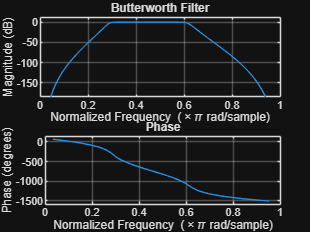 Butterworth Filter
Magnitude (dB)
0
-50
-100
-150
0 0.2 0.4 0.6 0.8 1
Normalized Frequency (×π rad/sample)
Phase
Phase (degrees)
0
-500
-1000
-1500
0 0.2 0.4 0.6 0.8 1
Normalized Frequency (×π rad/sample)